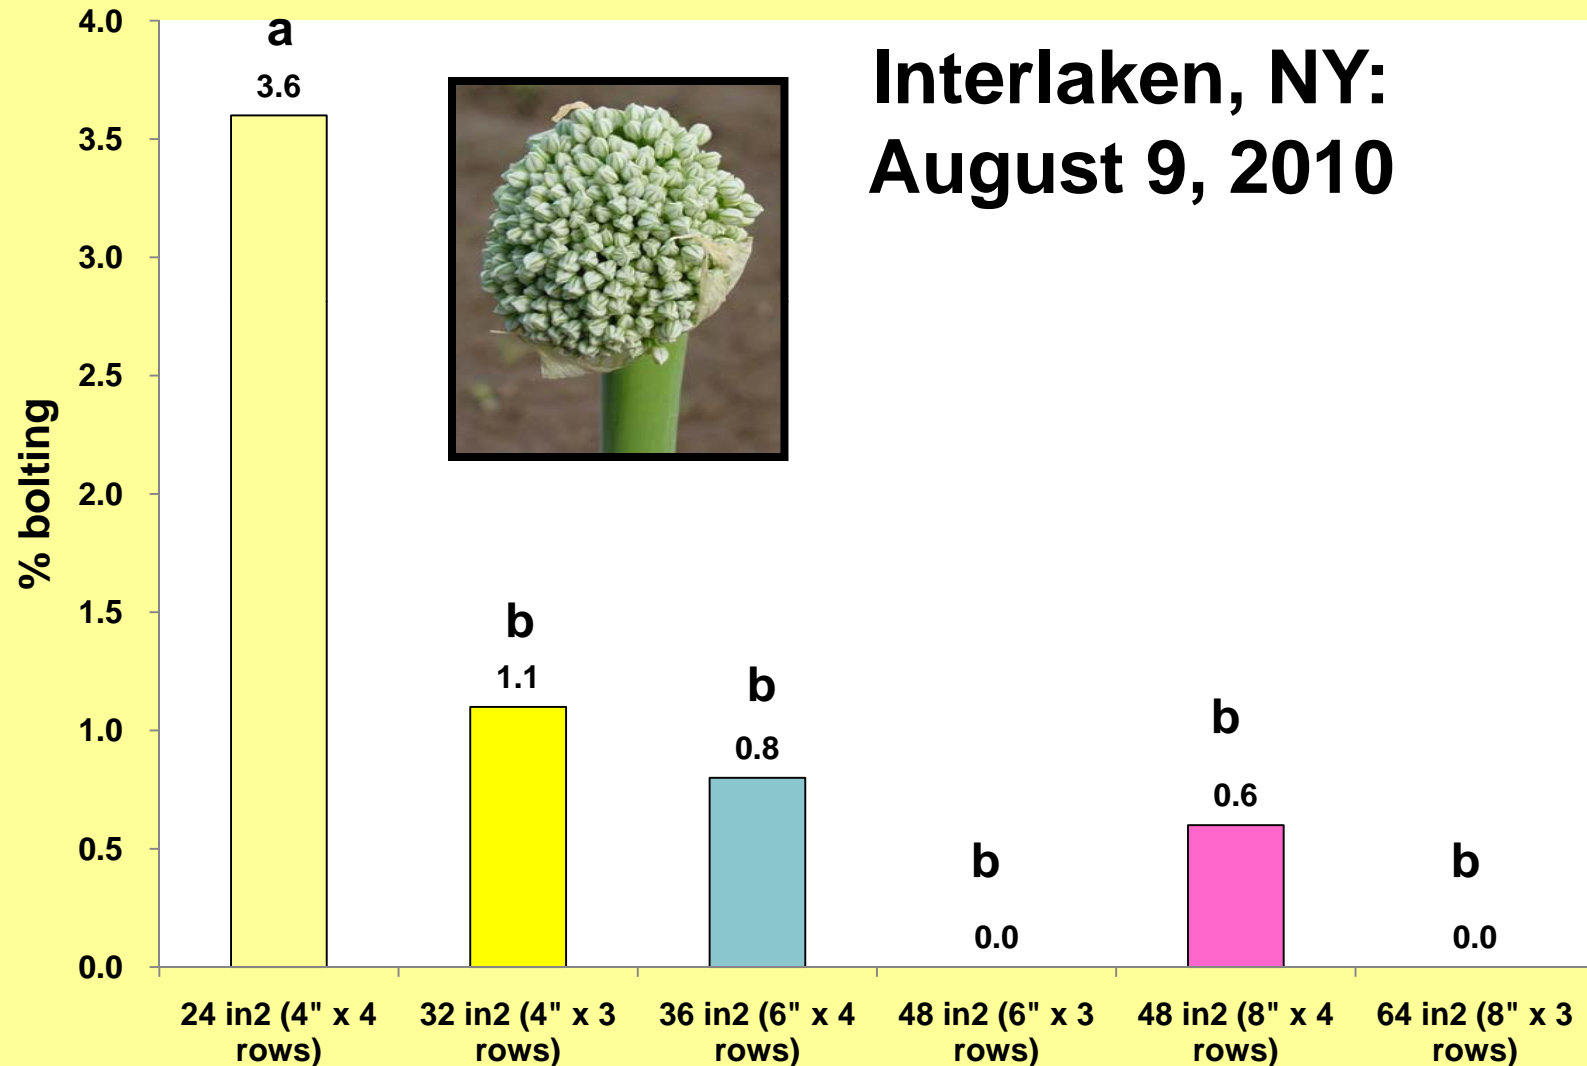 Interlaken, NY:
August 9, 2010
% bolting
4.0
3.5
3.0
2.5
2.0
1.5
1.0
0.5
0.0
a
3.6
b
1.1
b
0.8
b
0.0
b
0.6
b
0.0
24 in2 (4" x 4
rows)
32 in2 (4" x 3
rows)
36 in2 (6" x 4
rows)
48 in2 (6" x 3
rows)
48 in2 (8" x 4
rows)
64 in2 (8" x 3
rows)